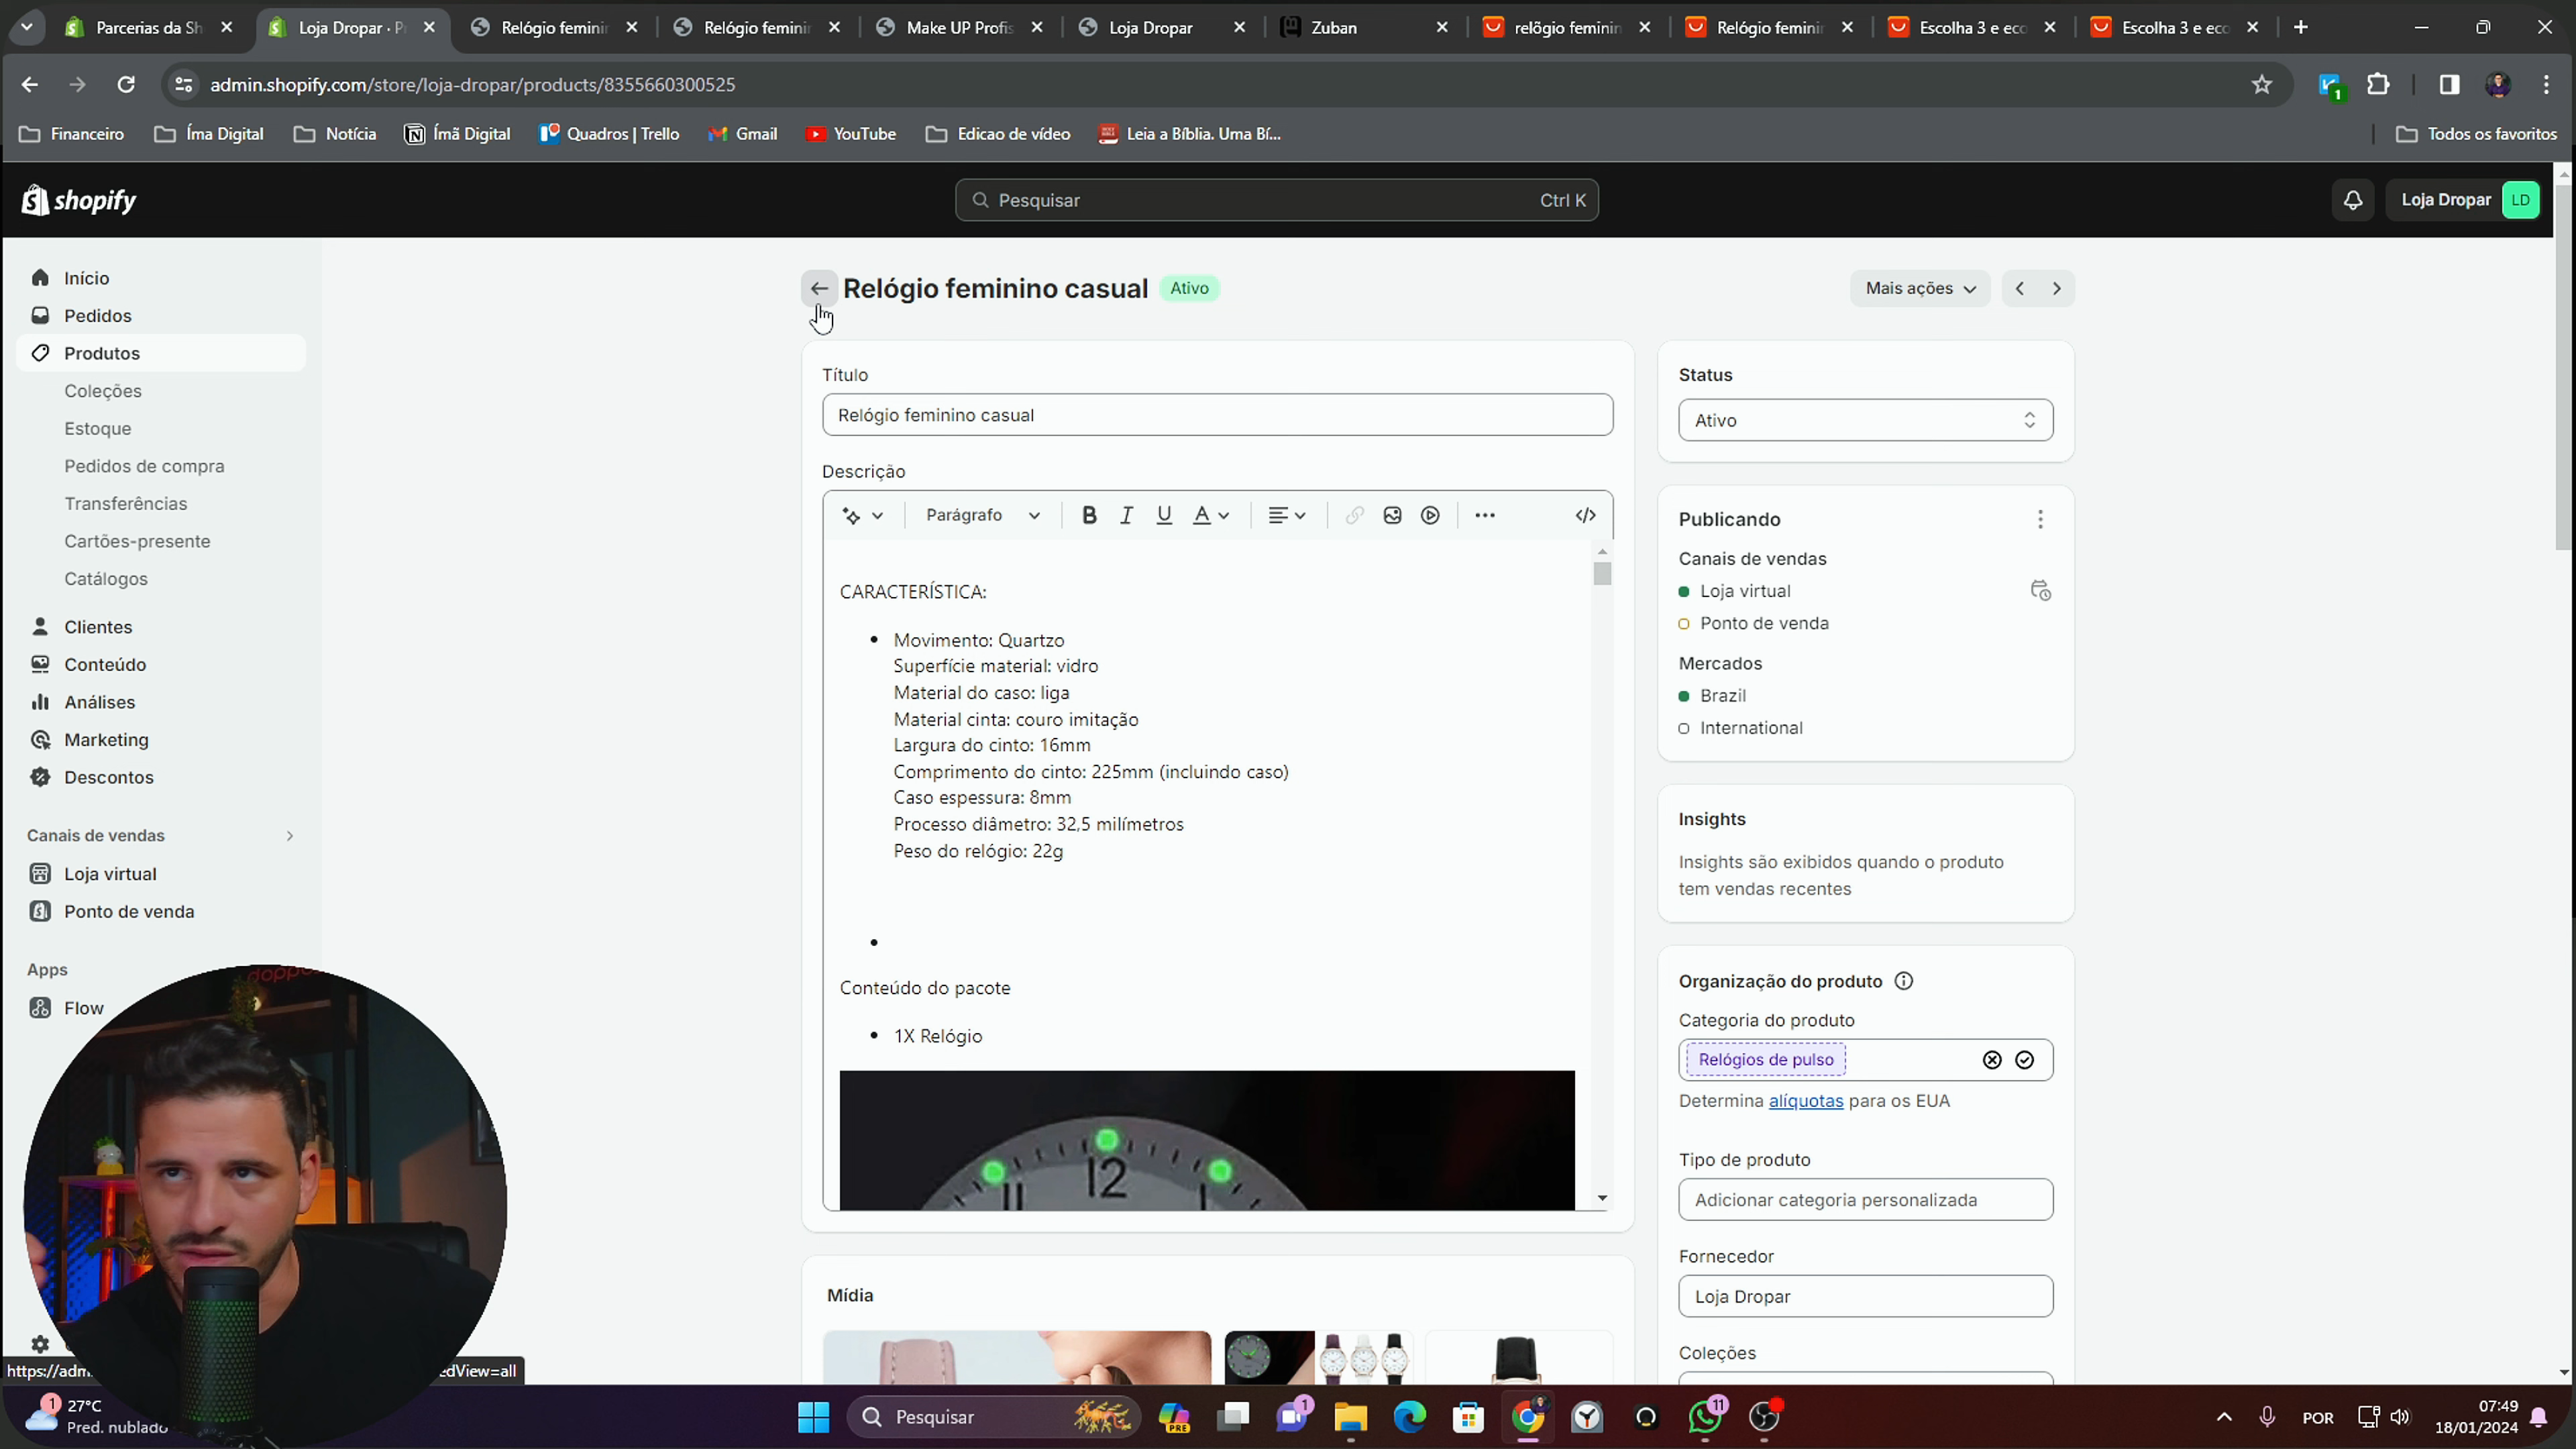 Parcerias da Sh
Loja Dropar · P
Relógio feminin
Relógio feminin
Make UP Profis
Loja Dropar
Zuban
relõgio feminin
Relógio feminin
Escolha 3 e eco
Escolha 3 e eco
admin.shopify.com/store/loja-dropar/products/8355660300525
1
Financeiro
Íma Digital
Notícia
Ímã Digital
Quadros | Trello
Gmail
YouTube
Edicao de vídeo
Leia a Bíblia. Uma Bí...
Todos os favoritos
shopify
Pesquisar
Ctrl K
Loja Dropar
LD
Início
Pedidos
Produtos
Coleções
Estoque
Pedidos de compra
Transferências
Cartões-presente
Catálogos
Clientes
Conteúdo
Análises
Marketing
Descontos
Canais de vendas
Loja virtual
Ponto de venda
Apps
Flow
Relógio feminino casual
Ativo
Mais ações
Título
Relógio feminino casual
Descrição
Parágrafo
CARACTERÍSTICA:
• Movimento: Quartzo
Superfície material: vidro
Material do caso: liga
Material cinta: couro imitação
Largura do cinto: 16mm
Comprimento do cinto: 225mm (incluindo caso)
Caso espessura: 8mm
Processo diâmetro: 32,5 milímetros
Peso do relógio: 22g
•
Conteúdo do pacote
• 1X Relógio
12
11
1
Mídia
Status
Ativo
Publicando
Canais de vendas
Loja virtual
Ponto de venda
Mercados
Brazil
International
Insights
Insights são exibidos quando o produto
tem vendas recentes
Organização do produto
Categoria do produto
Relógios de pulso
Determina alíquotas para os EUA
Tipo de produto
Adicionar categoria personalizada
Fornecedor
Loja Dropar
Coleções
https://adm
edView=all
1
27°C
Pred. nublado
Pesquisar
PRE
1
11
POR
07:49
18/01/2024